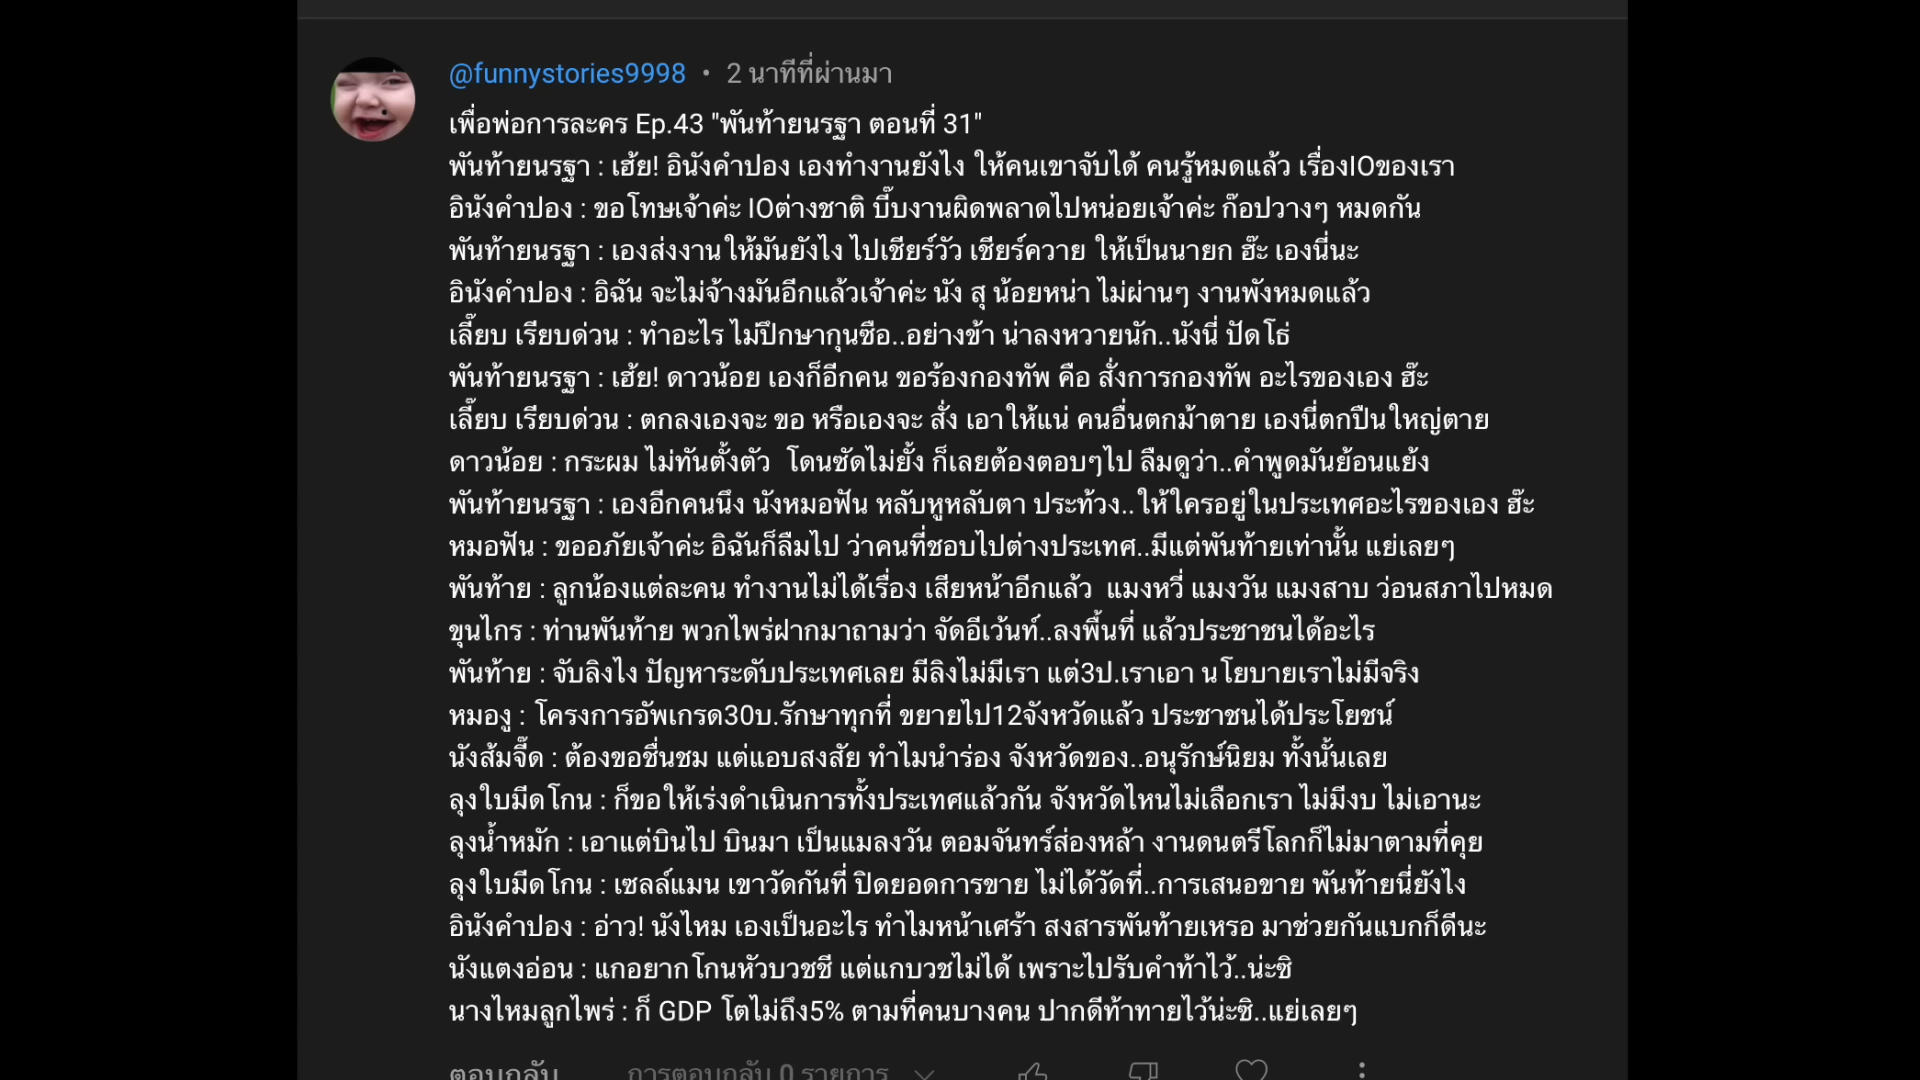 @funnystories9998 • 2 นาทีที่ผ่านมา
เพื่อพ่อการละคร Ep.43 "พันท้ายนรฐา ตอนที่ 31"
พันท้ายนรฐา : เฮ้ย! อินังคำปอง เองทำงานยังไง ให้คนเขาจับได้ คนรู้หมดแล้ว เรื่องIOของเรา
อินังคำปอง : ขอโทษเจ้าค่ะ IOต่างชาติ บี๊บงานผิดพลาดไปหน่อยเจ้าค่ะ ก๊อปวางๆ หมดกัน
พันท้ายนรฐา : เองส่งงานให้มันยังไง ไปเชียร์วัว เชียร์ควาย ให้เป็นนายก ฮ๊ะ เองนี่นะ
อินังคำปอง : อิฉัน จะไม่จ้างมันอีกแล้วเจ้าค่ะ นัง สุ น้อยหน่า ไม่ผ่านๆ งานพังหมดแล้ว
เลี๊ยบ เรียบด่วน : ทำอะไร ไม่ปึกษากุนซือ..อย่างข้า น่าลงหวายนัก..นังนี่ ปัดโธ่
พันท้ายนรฐา : เฮ้ย! ดาวน้อย เองก็อีกคน ขอร้องกองทัพ คือ สั่งการกองทัพ อะไรของเอง ฮ๊ะ
เลี๊ยบ เรียบด่วน : ตกลงเองจะ ขอ หรือเองจะ สั่ง เอาให้แน่ คนอื่นตกม้าตาย เองนี่ตกปืนใหญ่ตาย
ดาวน้อย : กระผม ไม่ทันตั้งตัว โดนซัดไม่ยั้ง ก็เลยต้องตอบๆไป ลืมดูว่า..คำพูดมันย้อนแย้ง
พันท้ายนรฐา : เองอีกคนนึง นังหมอฟัน หลับหูหลับตา ประท้วง..ให้ใครอยู่ในประเทศอะไรของเอง ฮ๊ะ
หมอฟัน : ขออภัยเจ้าค่ะ อิฉันก็ลืมไป ว่าคนที่ชอบไปต่างประเทศ..มีแต่พันท้ายเท่านั้น แย่เลยๆ
พันท้าย : ลูกน้องแต่ละคน ทำงานไม่ได้เรื่อง เสียหน้าอีกแล้ว แมงหวี่ แมงวัน แมงสาบ ว่อนสภาไปหมด
ขุนไกร : ท่านพันท้าย พวกไพร่ฝากมาถามว่า จัดอีเว้นท์..ลงพื้นที่ แล้วประชาชนได้อะไร
พันท้าย : จับลิงไง ปัญหาระดับประเทศเลย มีลิงไม่มีเรา แต่3ป.เราเอา นโยบายเราไม่มีจริง
หมองู : โครงการอัพเกรด30บ.รักษาทุกที่ ขยายไป12จังหวัดแล้ว ประชาชนได้ประโยชน์
นังส้มจี๊ด : ต้องขอชื่นชม แต่แอบสงสัย ทำไมนำร่อง จังหวัดของ..อนุรักษ์นิยม ทั้งนั้นเลย
ลุงใบมีดโกน : ก็ขอให้เร่งดำเนินการทั้งประเทศแล้วกัน จังหวัดไหนไม่เลือกเรา ไม่มีงบ ไม่เอานะ
ลุงน้ำหมัก : เอาแต่บินไป บินมา เป็นแมลงวัน ตอมจันทร์ส่องหล้า งานดนตรีโลกก็ไม่มาตามที่คุย
ลุงใบมีดโกน : เซลล์แมน เขาวัดกันที่ ปิดยอดการขาย ไม่ได้วัดที่..การเสนอขาย พันท้ายนี่ยังไง
อินังคำปอง : อ่าว! นังไหม เองเป็นอะไร ทำไมหน้าเศร้า สงสารพันท้ายเหรอ มาช่วยกันแบกก็ดีนะ
นังแตงอ่อน : แกอยากโกนหัวบวชชี แต่แกบวชไม่ได้ เพราะไปรับคำท้าไว้..น่ะซิ
นางไหมลูกไพร่ : ก็ GDP โตไม่ถึง5% ตามที่คนบางคน ปากดีท้าทายไว้น่ะซิ..แย่เลยๆ
ตอบกลับ การตอบกลับ 0 รายการ